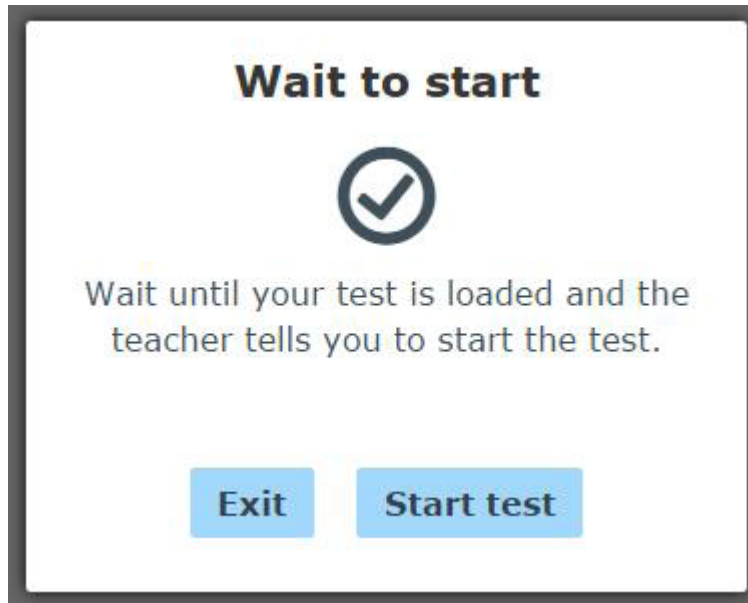 Wait to start
Wait until your test is loaded and the
teacher tells you to start the test.
Exit
Start test